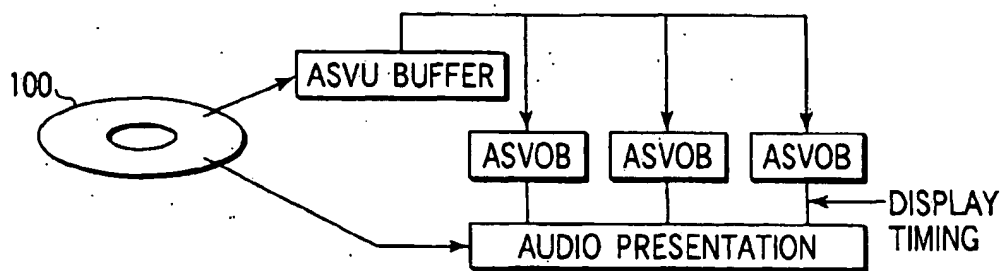 100
ASVU BUFFER
ASVOB
ASVOB
ASVOB
DISPLAY
TIMING
AUDIO PRESENTATION